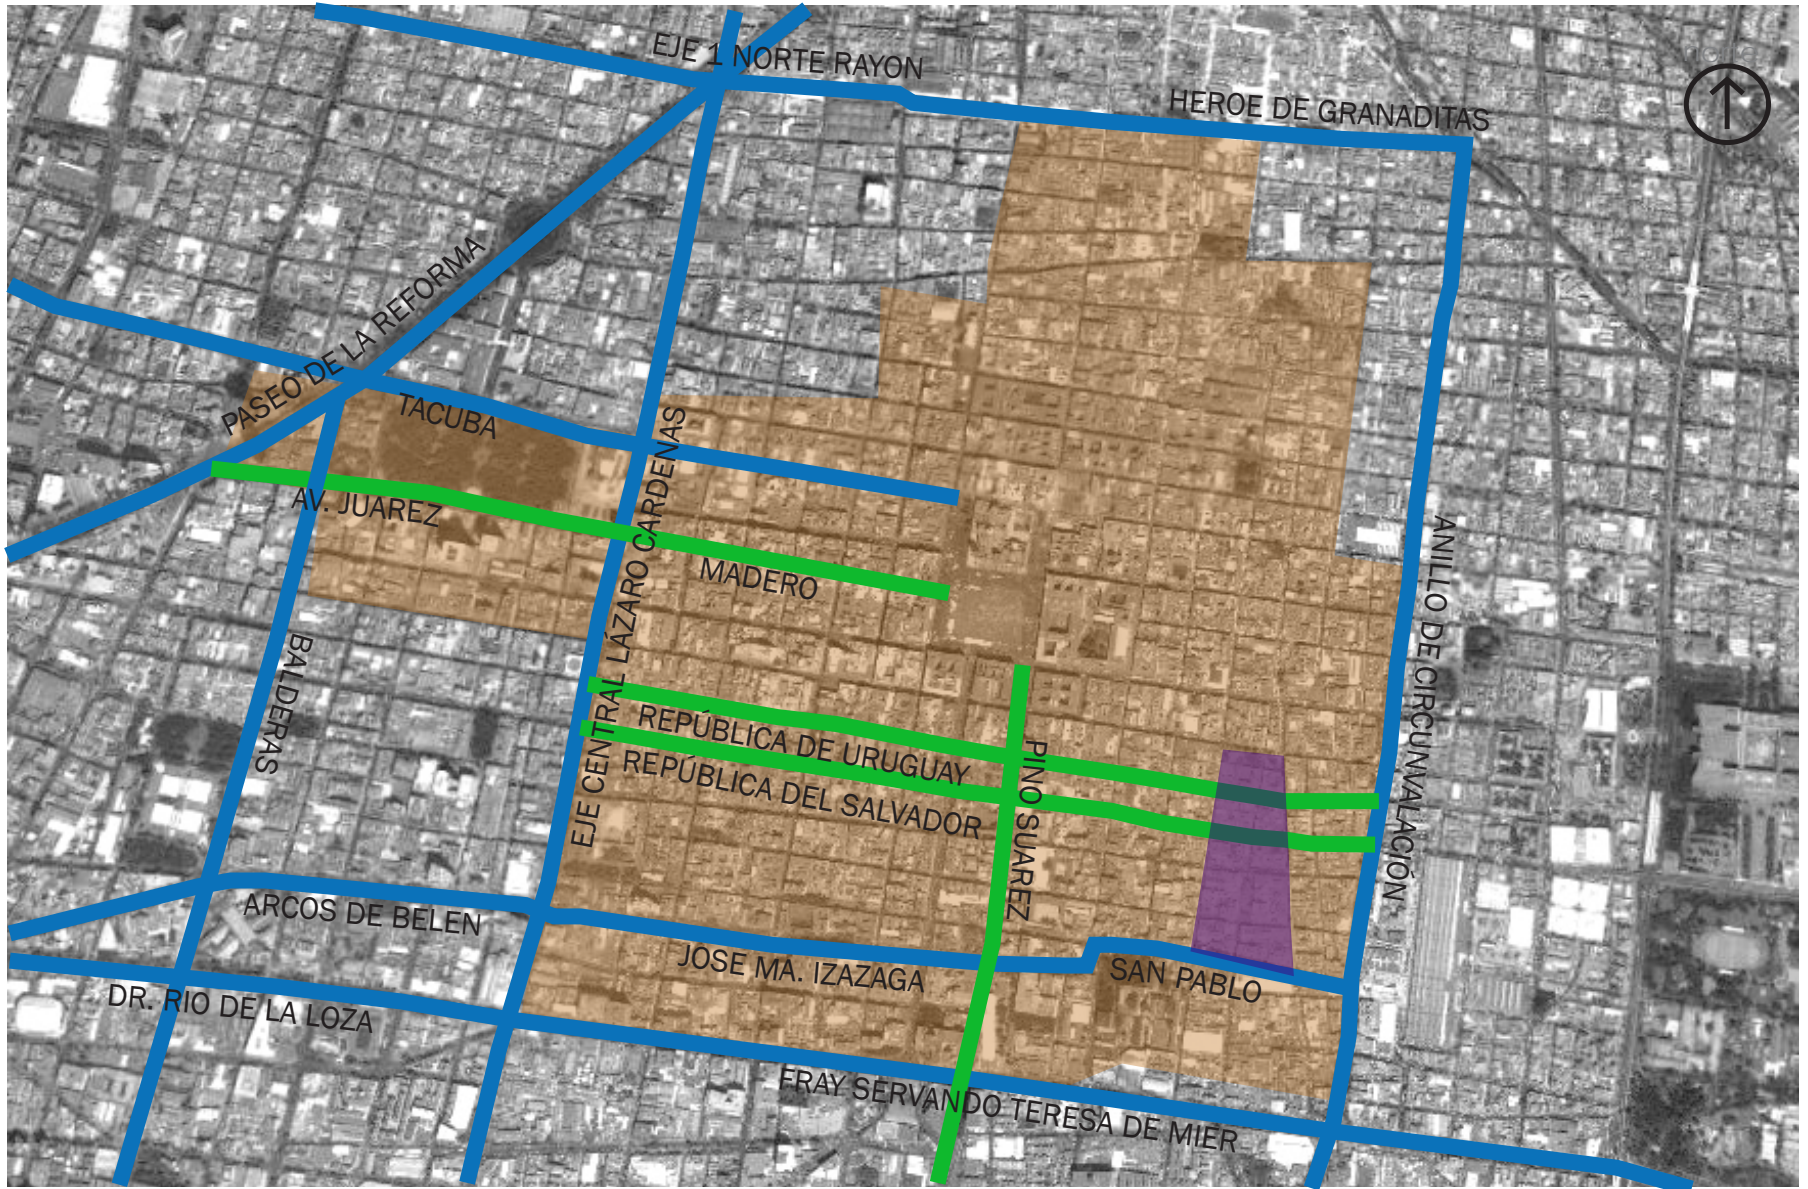 EJE 1 NORTE RAYON
HEROE DE GRANADITAS
PASEO DE LA REFORMA
TACUBA
AV. JUAREZ
MADERO
EJE CENTRAL LÁZARO CARDENAS
ANILLO DE CIRCUNVALACIÓN
BALDERAS
REPÚBLICA DE URUGUAY
REPÚBLICA DEL SALVADOR
PINO SUAREZ
ARCOS DE BELEN
JOSE MA. IZAZAGA
SAN PABLO
DR. RIO DE LA LOZA
FRAY SERVANDO TERESA DE MIER